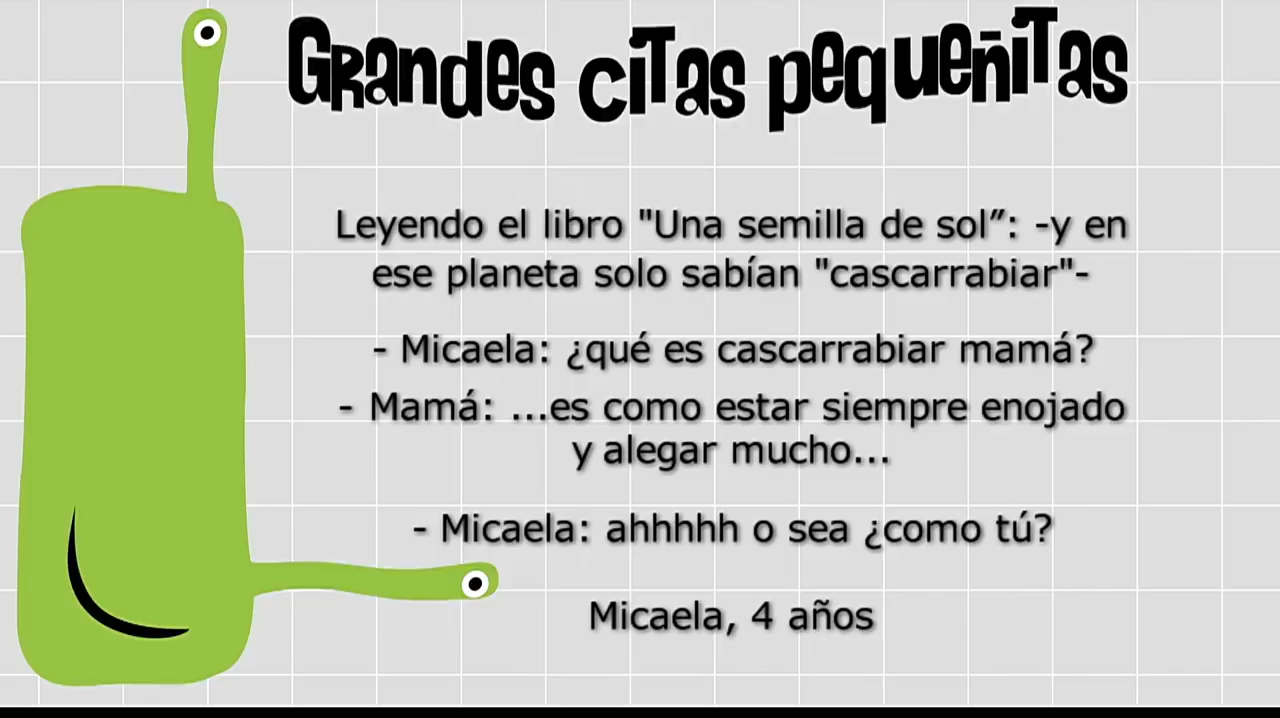 Grandes citas pequeñitas
Leyendo el libro "Una semilla de sol”: -y en
ese planeta solo sabían "cascarrabiar"-
- Micaela: ¿qué es cascarrabiar mamá?
- Mamá: ...es como estar siempre enojado
y alegar mucho...
- Micaela: ahhhhh o sea ¿como tú?
Micaela, 4 años